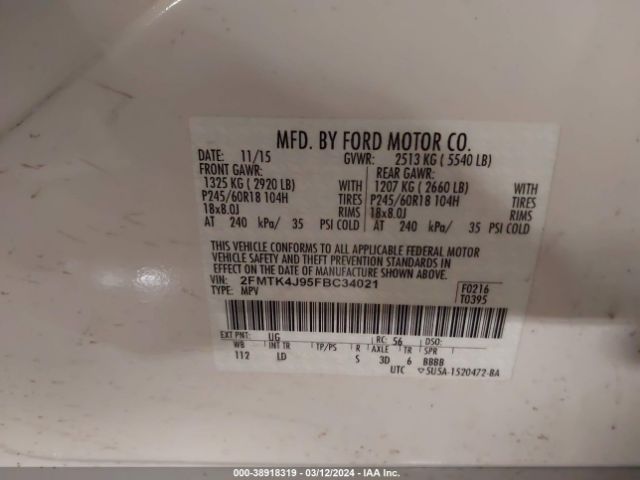 MFD. BY FORD MOTOR CO.
DATE: 11/15 GVWR: 2513 KG ( 5540 LB)
FRONT GAWR: REAR GAWR:
1325 KG ( 2920 LB) WITH 1207 KG ( 2660 LB) WITH
P245/60R18 104H TIRES P245/60R18 104H TIRES
18x8.0J RIMS 18x8.0J RIMS
AT 240 kPa/ 35 PSI COLD AT 240 kPa/ 35 PSI COLD
THIS VEHICLE CONFORMS TO ALL APPLICABLE FEDERAL MOTOR
VEHICLE SAFETY AND THEFT PREVENTION STANDARDS IN
EFFECT ON THE DATE OF MANUFACTURE SHOWN ABOVE.
VIN: 2FMTK4J95FBC34021 F0216
TYPE: MPV T0395
EXT PNT: UG RC: 56 DSO:
WB INT TR TP/PS R AXLE TR SPR
112 LD S 3D 6 BBBB
UTC 5U5A-1520472-BA
000-38918319 - 03/12/2024 - IAA Inc.